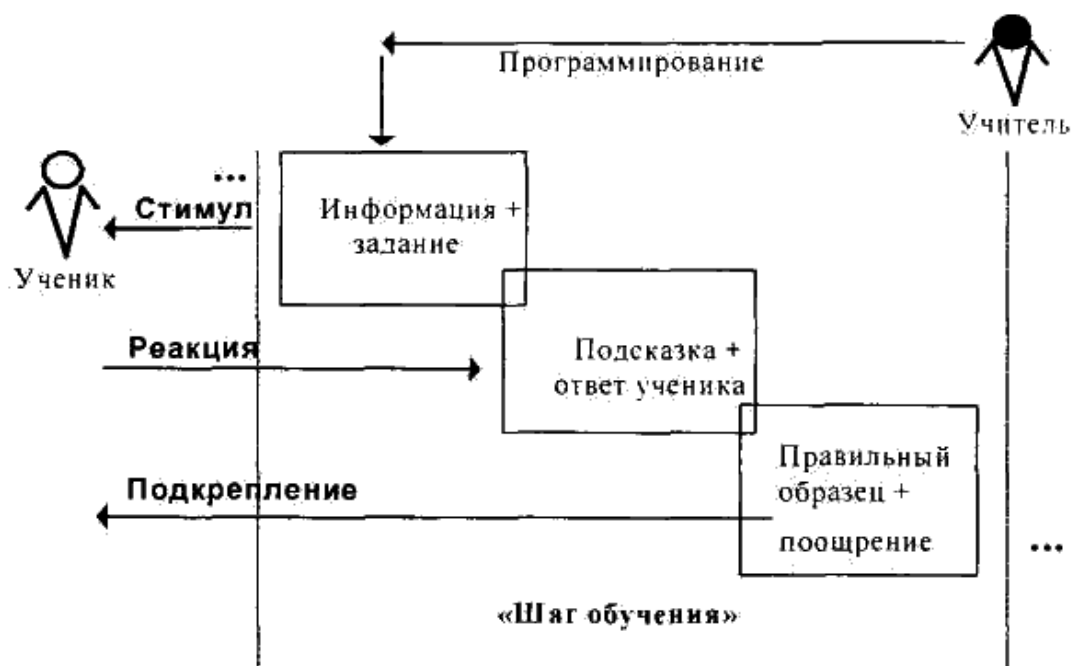 Программирование
Учитель
...
Стимул
Информация +
задание
Ученик
Реакция
Подсказка +
ответ ученика
Подкрепление
Правильный
образец +
поощрение
...
«Шаг обучения»